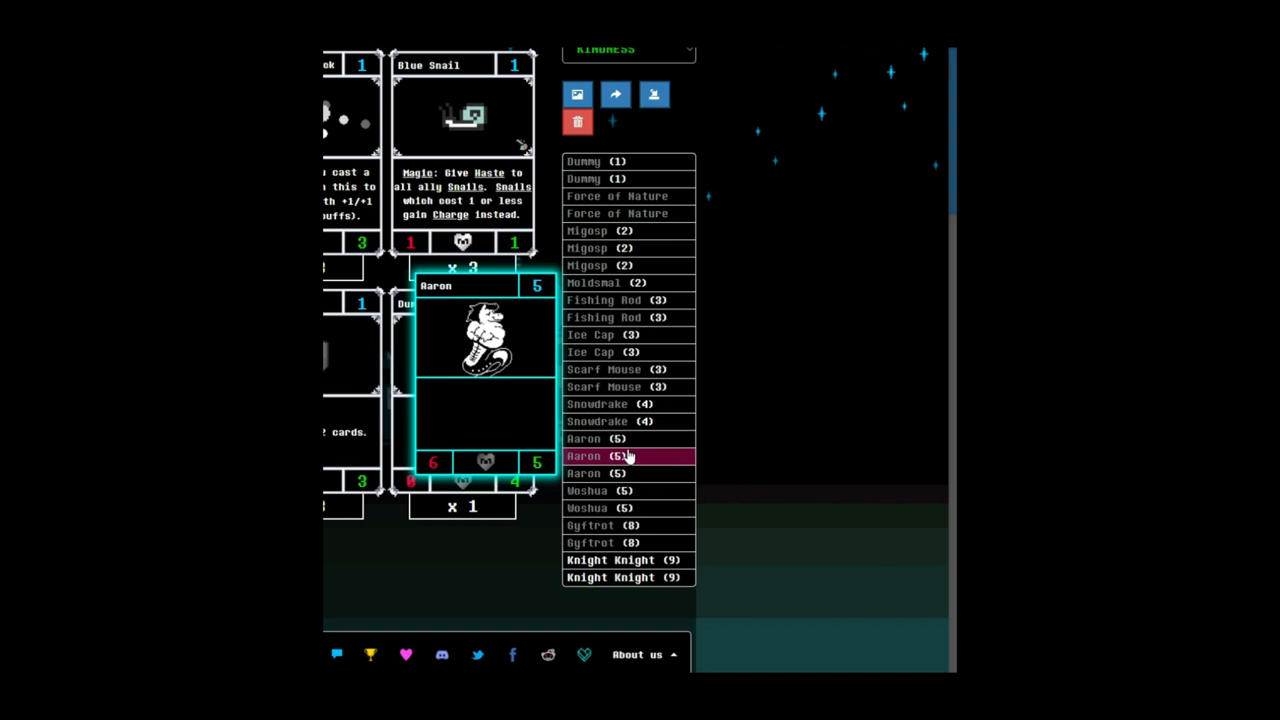 KINDNESS
ck 1
Blue Snail 1
u cast a
n this to
th +1/+1
buffs).
Magic: Give Haste to
all ally Snails. Snails
which cost 1 or less
gain Charge instead.
3
1 1
x 3
1
Du
Aaron 5
2 cards.
6 5
3
0 4
x 1
Dummy (1)
Dummy (1)
Force of Nature
Force of Nature
Migosp (2)
Migosp (2)
Migosp (2)
Moldsmal (2)
Fishing Rod (3)
Fishing Rod (3)
Ice Cap (3)
Ice Cap (3)
Scarf Mouse (3)
Scarf Mouse (3)
Snowdrake (4)
Snowdrake (4)
Aaron (5)
Aaron (5)
Aaron (5)
Woshua (5)
Woshua (5)
Gyftrot (8)
Gyftrot (8)
Knight Knight (9)
Knight Knight (9)
About us